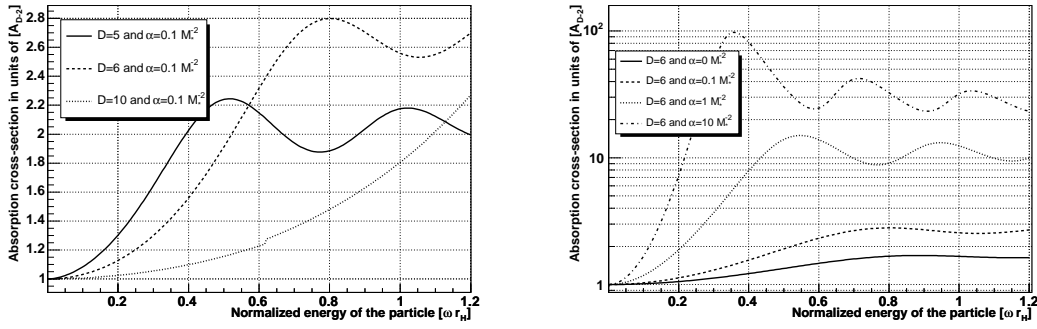 Absorption cross-section in units of [A_{D-2}]
2.8
2.6
2.4
2.2
2
1.8
1.6
1.4
1.2
1
D=5 and α=0.1 M_*^{-2}
D=6 and α=0.1 M_*^{-2}
D=10 and α=0.1 M_*^{-2}
0.2 0.4 0.6 0.8 1 1.2
Normalized energy of the particle [ω r_H]
Absorption cross-section in units of [A_{D-2}]
10^2
10
1
D=6 and α=0 M_*^{-2}
D=6 and α=0.1 M_*^{-2}
D=6 and α=1 M_*^{-2}
D=6 and α=10 M_*^{-2}
0.2 0.4 0.6 0.8 1 1.2
Normalized energy of the particle [ω r_H]